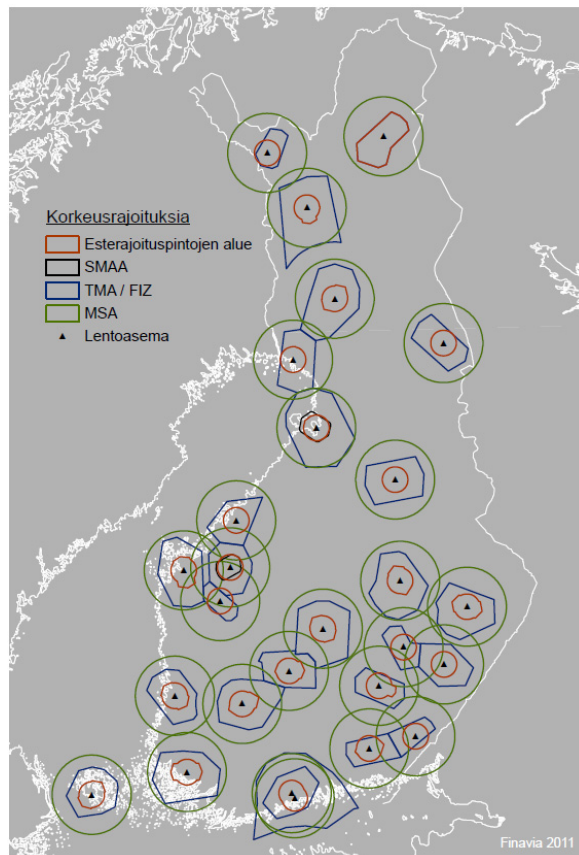 Korkeusrajoituksia
Esterajoituspintojen alue
SMAA
TMA / FIZ
MSA
Lentoasema
Finavia 2011